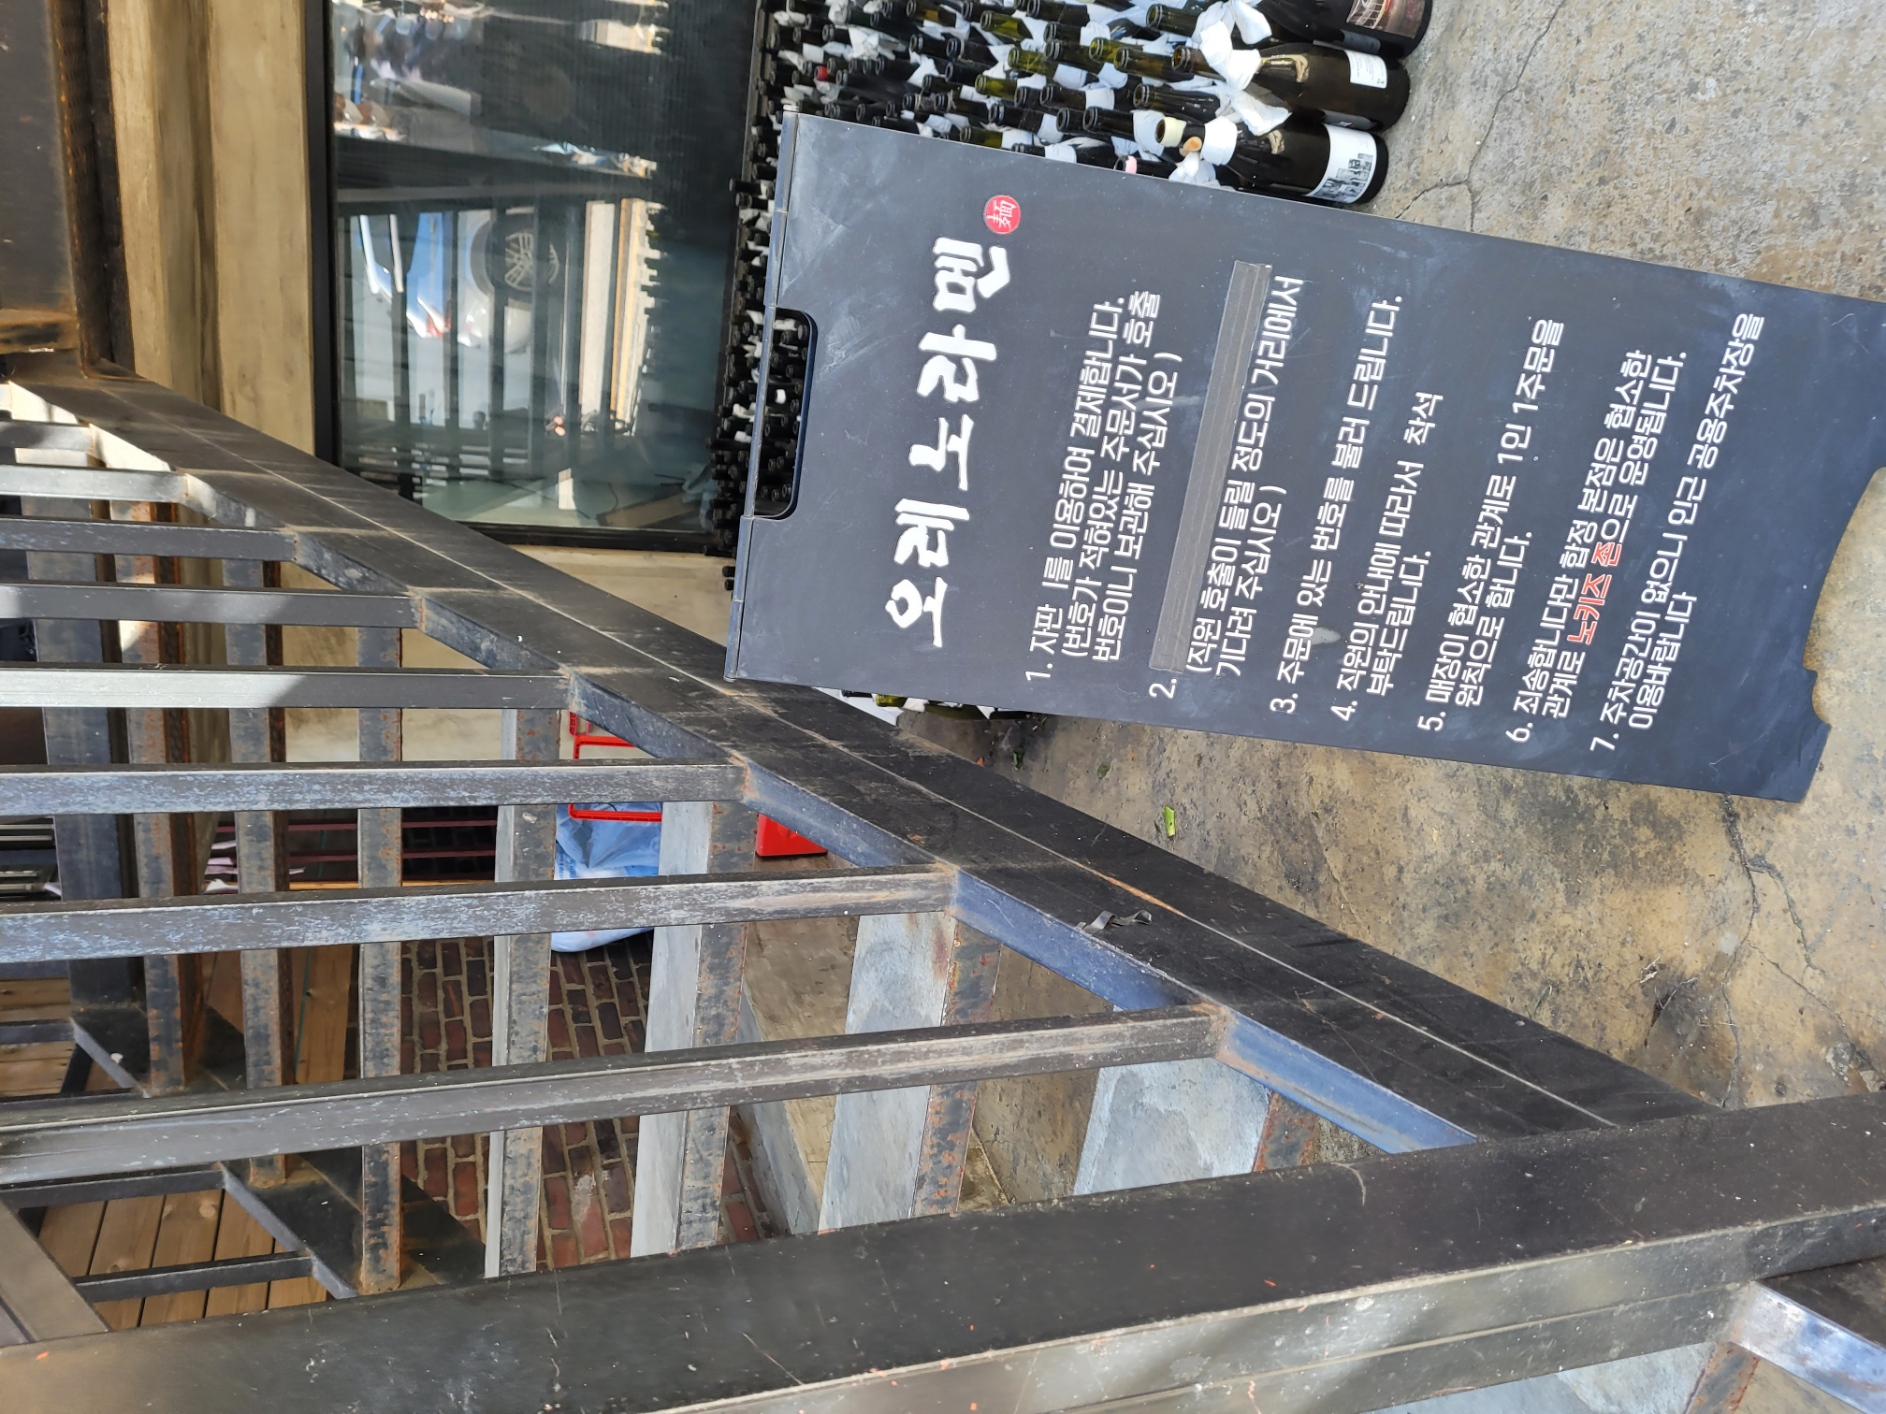 오레노라멘
麺
1. 자판 l를 이용하여 결제합니다.
(번호가 적혀있는 주문서가 호출
번호이니 보관해 주십시오 )
2.
(직원 호출이 들릴 정도의 거리에서
기다려 주십시오 )
3. 주문에 있는 번호를 불러 드립니다.
4. 직원의 안내에 따라서 착석
부탁드립니다.
5. 매장이 협소한 관계로 1인 1주문을
원칙으로 합니다.
6. 죄송합니다만 합정 본점은 협소한
관계로 노키즈 존으로 운영됩니다.
7. 주차공간이 없으니 인근 공용주차장을
이용바랍니다